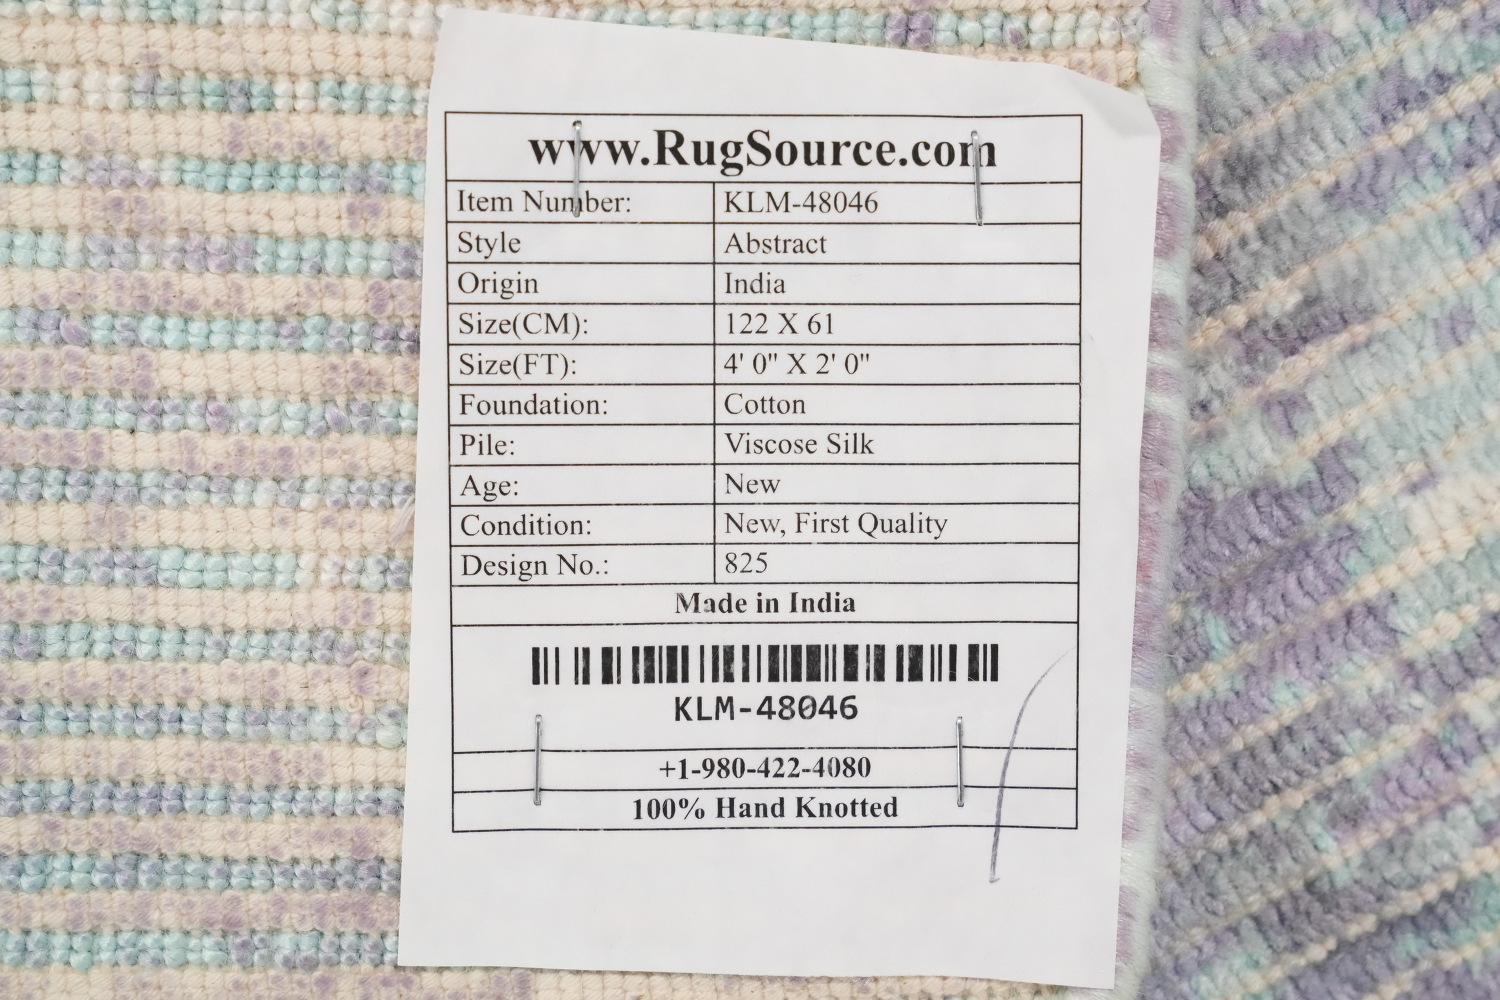 www.RugSource.com
Item Number: KLM-48046
Style Abstract
Origin India
Size(CM): 122 X 61
Size(FT): 4' 0" X 2' 0"
Foundation: Cotton
Pile: Viscose Silk
Age: New
Condition: New, First Quality
Design No.: 825
Made in India
KLM-48046
+1-980-422-4080
100% Hand Knotted